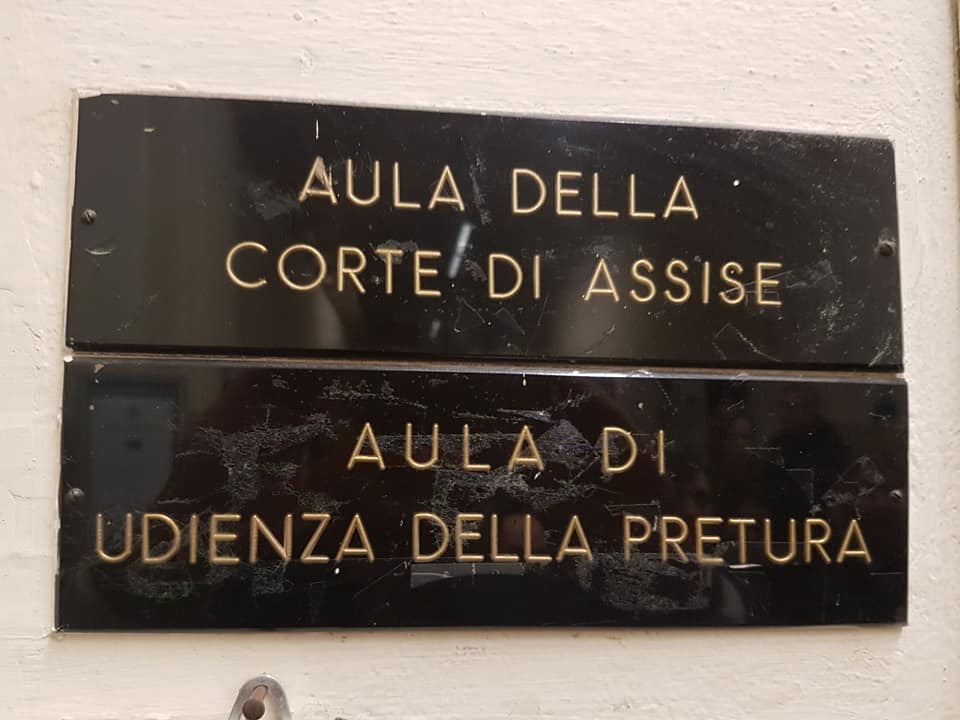 AULA DELLA
CORTE DI ASSISE
AULA DI
UDIENZA DELLA PRETURA